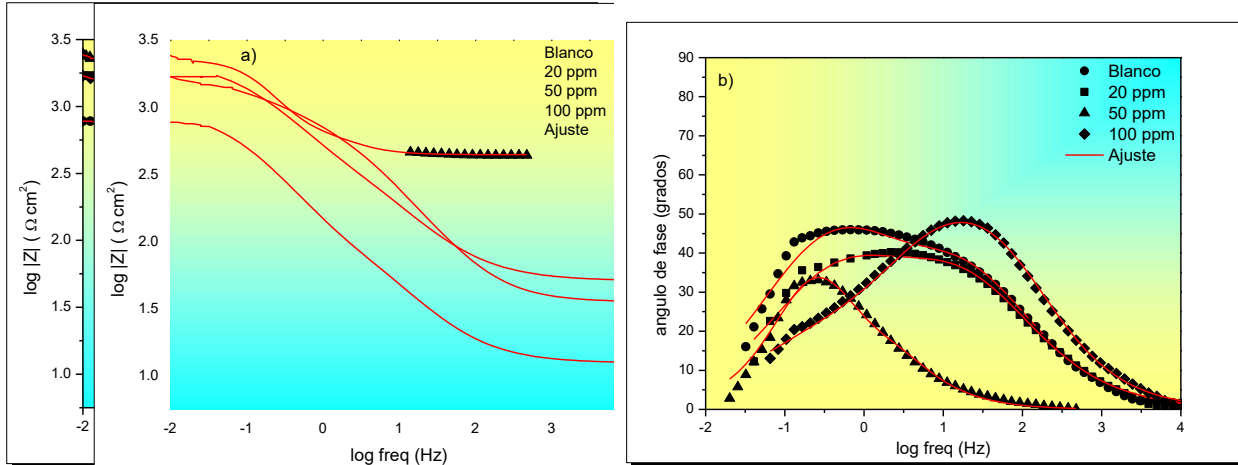 log |Z| ( Ω cm²)
3.5
3.0
2.5
2.0
1.5
1.0
-2
log |Z| ( Ω cm²)
3.5
3.0
2.5
2.0
1.5
1.0
a)
Blanco
20 ppm
50 ppm
100 ppm
Ajuste
-2
-1
0
1
2
3
log freq (Hz)
angulo de fase (grados)
90
80
70
60
50
40
30
20
10
0
b)
Blanco
20 ppm
50 ppm
100 ppm
Ajuste
-2
-1
0
1
2
3
4
log freq (Hz)